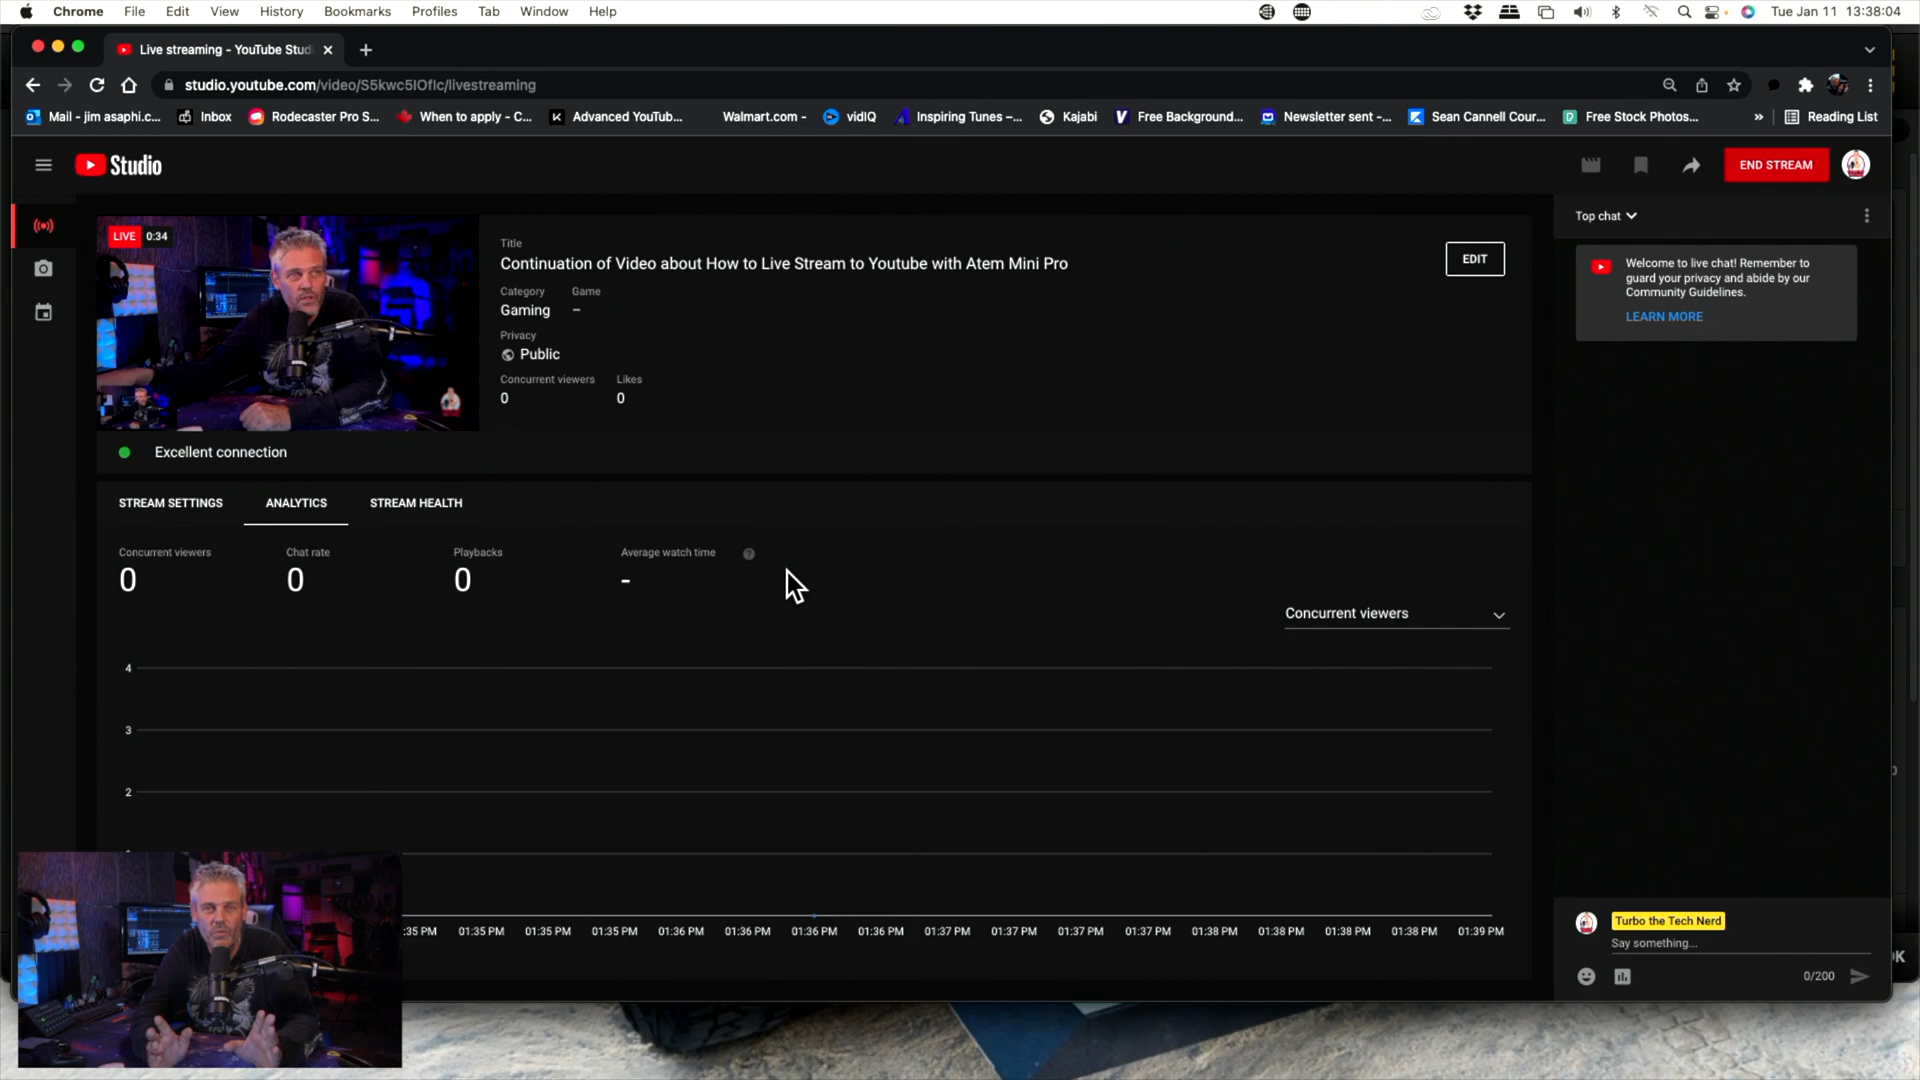 Chrome File Edit View History Bookmarks Profiles Tab Window Help Tue Jan 11 13:38:04
Live streaming - YouTube Stud
studio.youtube.com/video/S5kwc5IOfIc/livestreaming
Mail - jim asaphi.c... Inbox Rodecaster Pro S... When to apply - C... Advanced YouTub... Walmart.com - vidIQ Inspiring Tunes –... Kajabi Free Background... Newsletter sent -... Sean Cannell Cour... Free Stock Photos... » Reading List
Studio
END STREAM
LIVE 0:34
Title
Continuation of Video about How to Live Stream to Youtube with Atem Mini Pro
EDIT
Category Game
Gaming –
Privacy
Public
Concurrent viewers Likes
0 0
Excellent connection
STREAM SETTINGS ANALYTICS STREAM HEALTH
Concurrent viewers Chat rate Playbacks Average watch time
0 0 0 -
Concurrent viewers
4
3
2
:35 PM 01:35 PM 01:35 PM 01:35 PM 01:36 PM 01:36 PM 01:36 PM 01:36 PM 01:37 PM 01:37 PM 01:37 PM 01:37 PM 01:38 PM 01:38 PM 01:38 PM 01:38 PM 01:39 PM
Top chat
Welcome to live chat! Remember to
guard your privacy and abide by our
Community Guidelines.
LEARN MORE
Turbo the Tech Nerd
Say something...
0/200